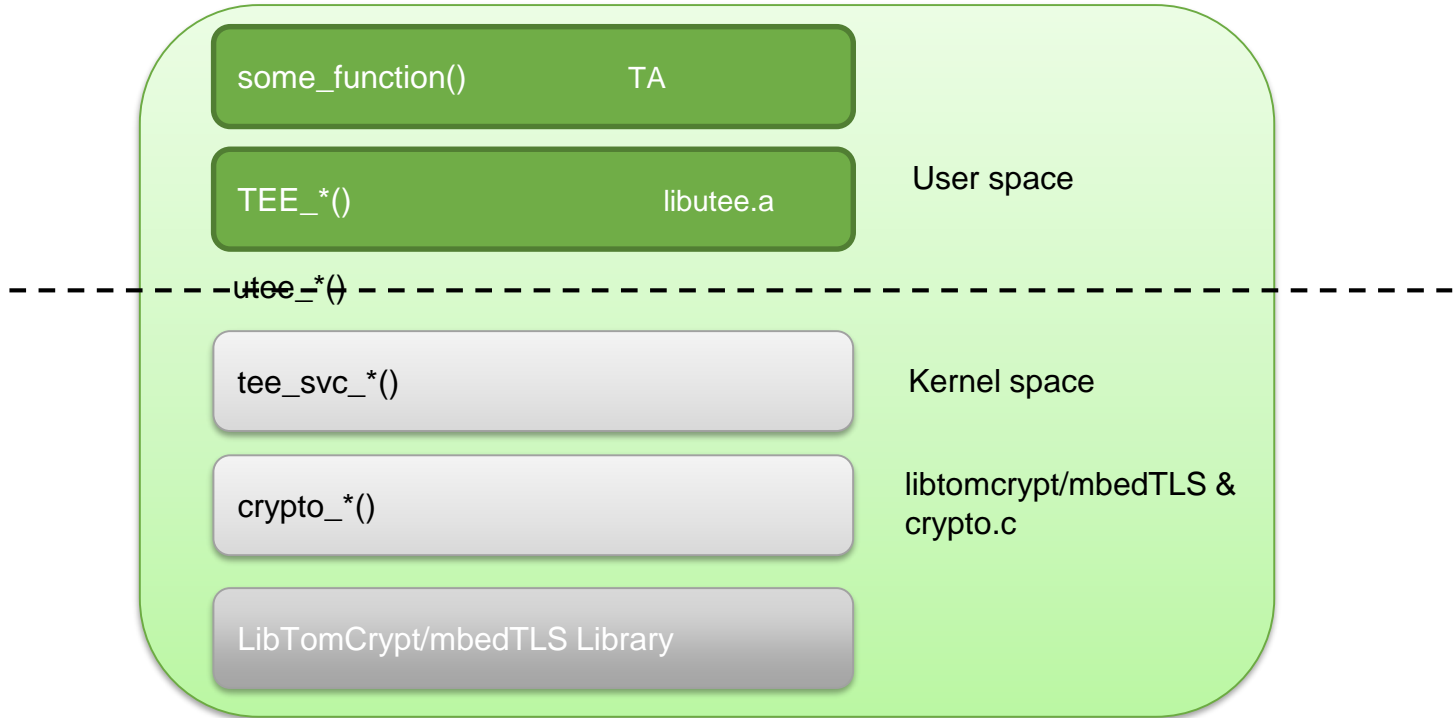 some_function() TA
TEE_*() libutee.a
User space
utee_*()
tee_svc_*()
Kernel space
crypto_*()
libtomcrypt/mbedTLS &
crypto.c
LibTomCrypt/mbedTLS Library